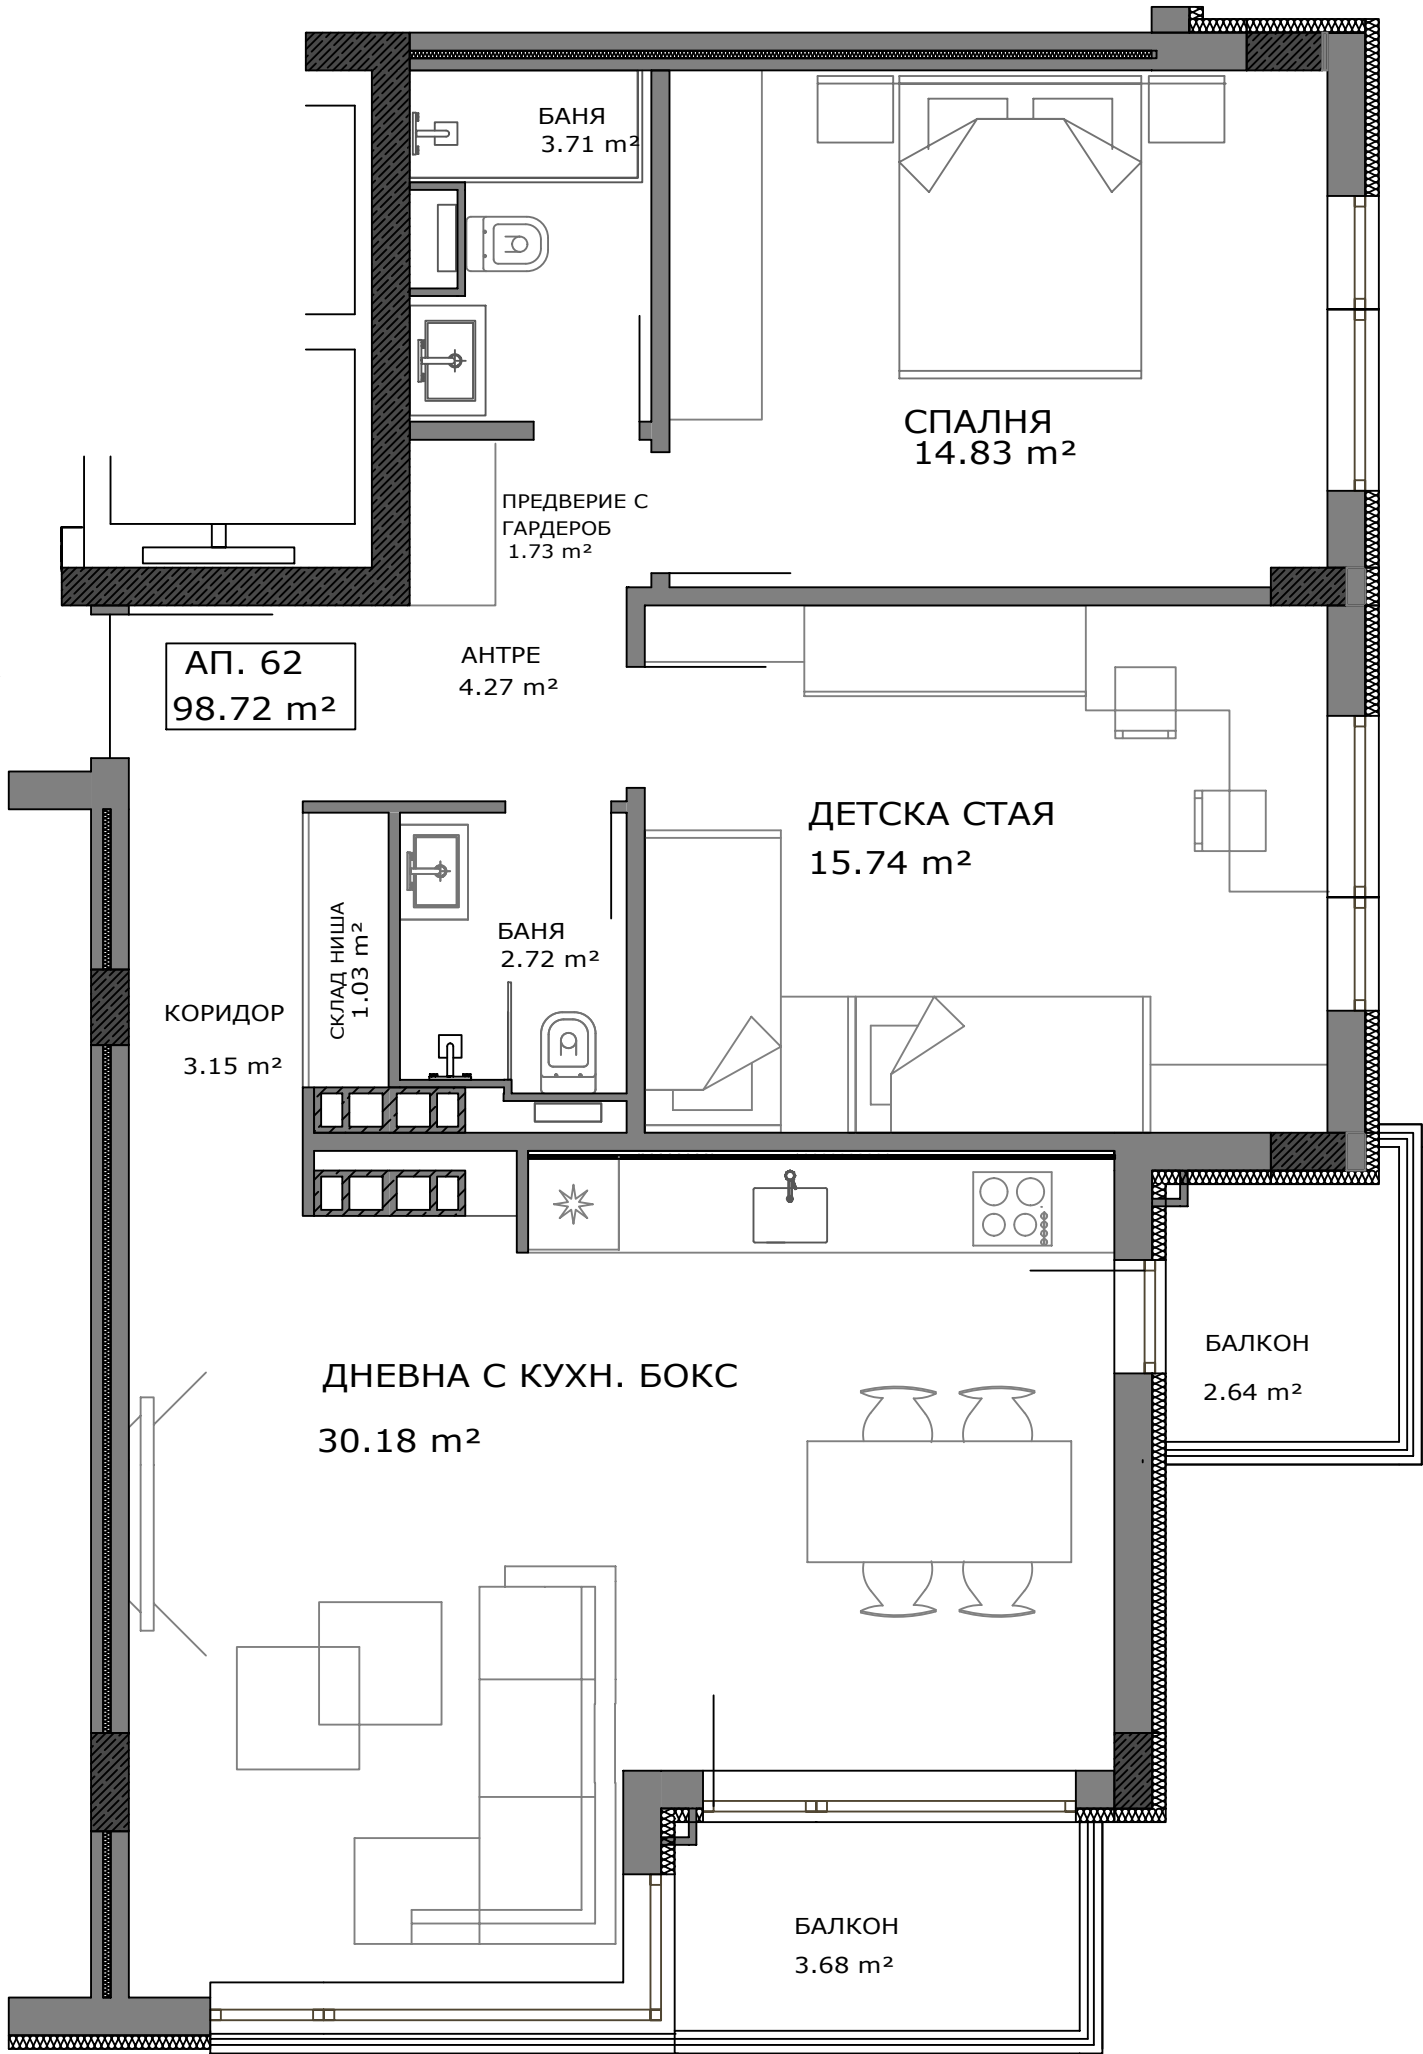 БАНЯ
3.71 m²
СПАЛНЯ
14.83 m²
ПРЕДВЕРИЕ С
ГАРДЕРОБ
1.73 m²
АП. 62
98.72 m²
АНТРЕ
4.27 m²
ДЕТСКА СТАЯ
15.74 m²
СКЛАД НИША
1.03 m²
БАНЯ
2.72 m²
КОРИДОР
3.15 m²
ДНЕВНА С КУХН. БОКС
30.18 m²
БАЛКОН
2.64 m²
БАЛКОН
3.68 m²